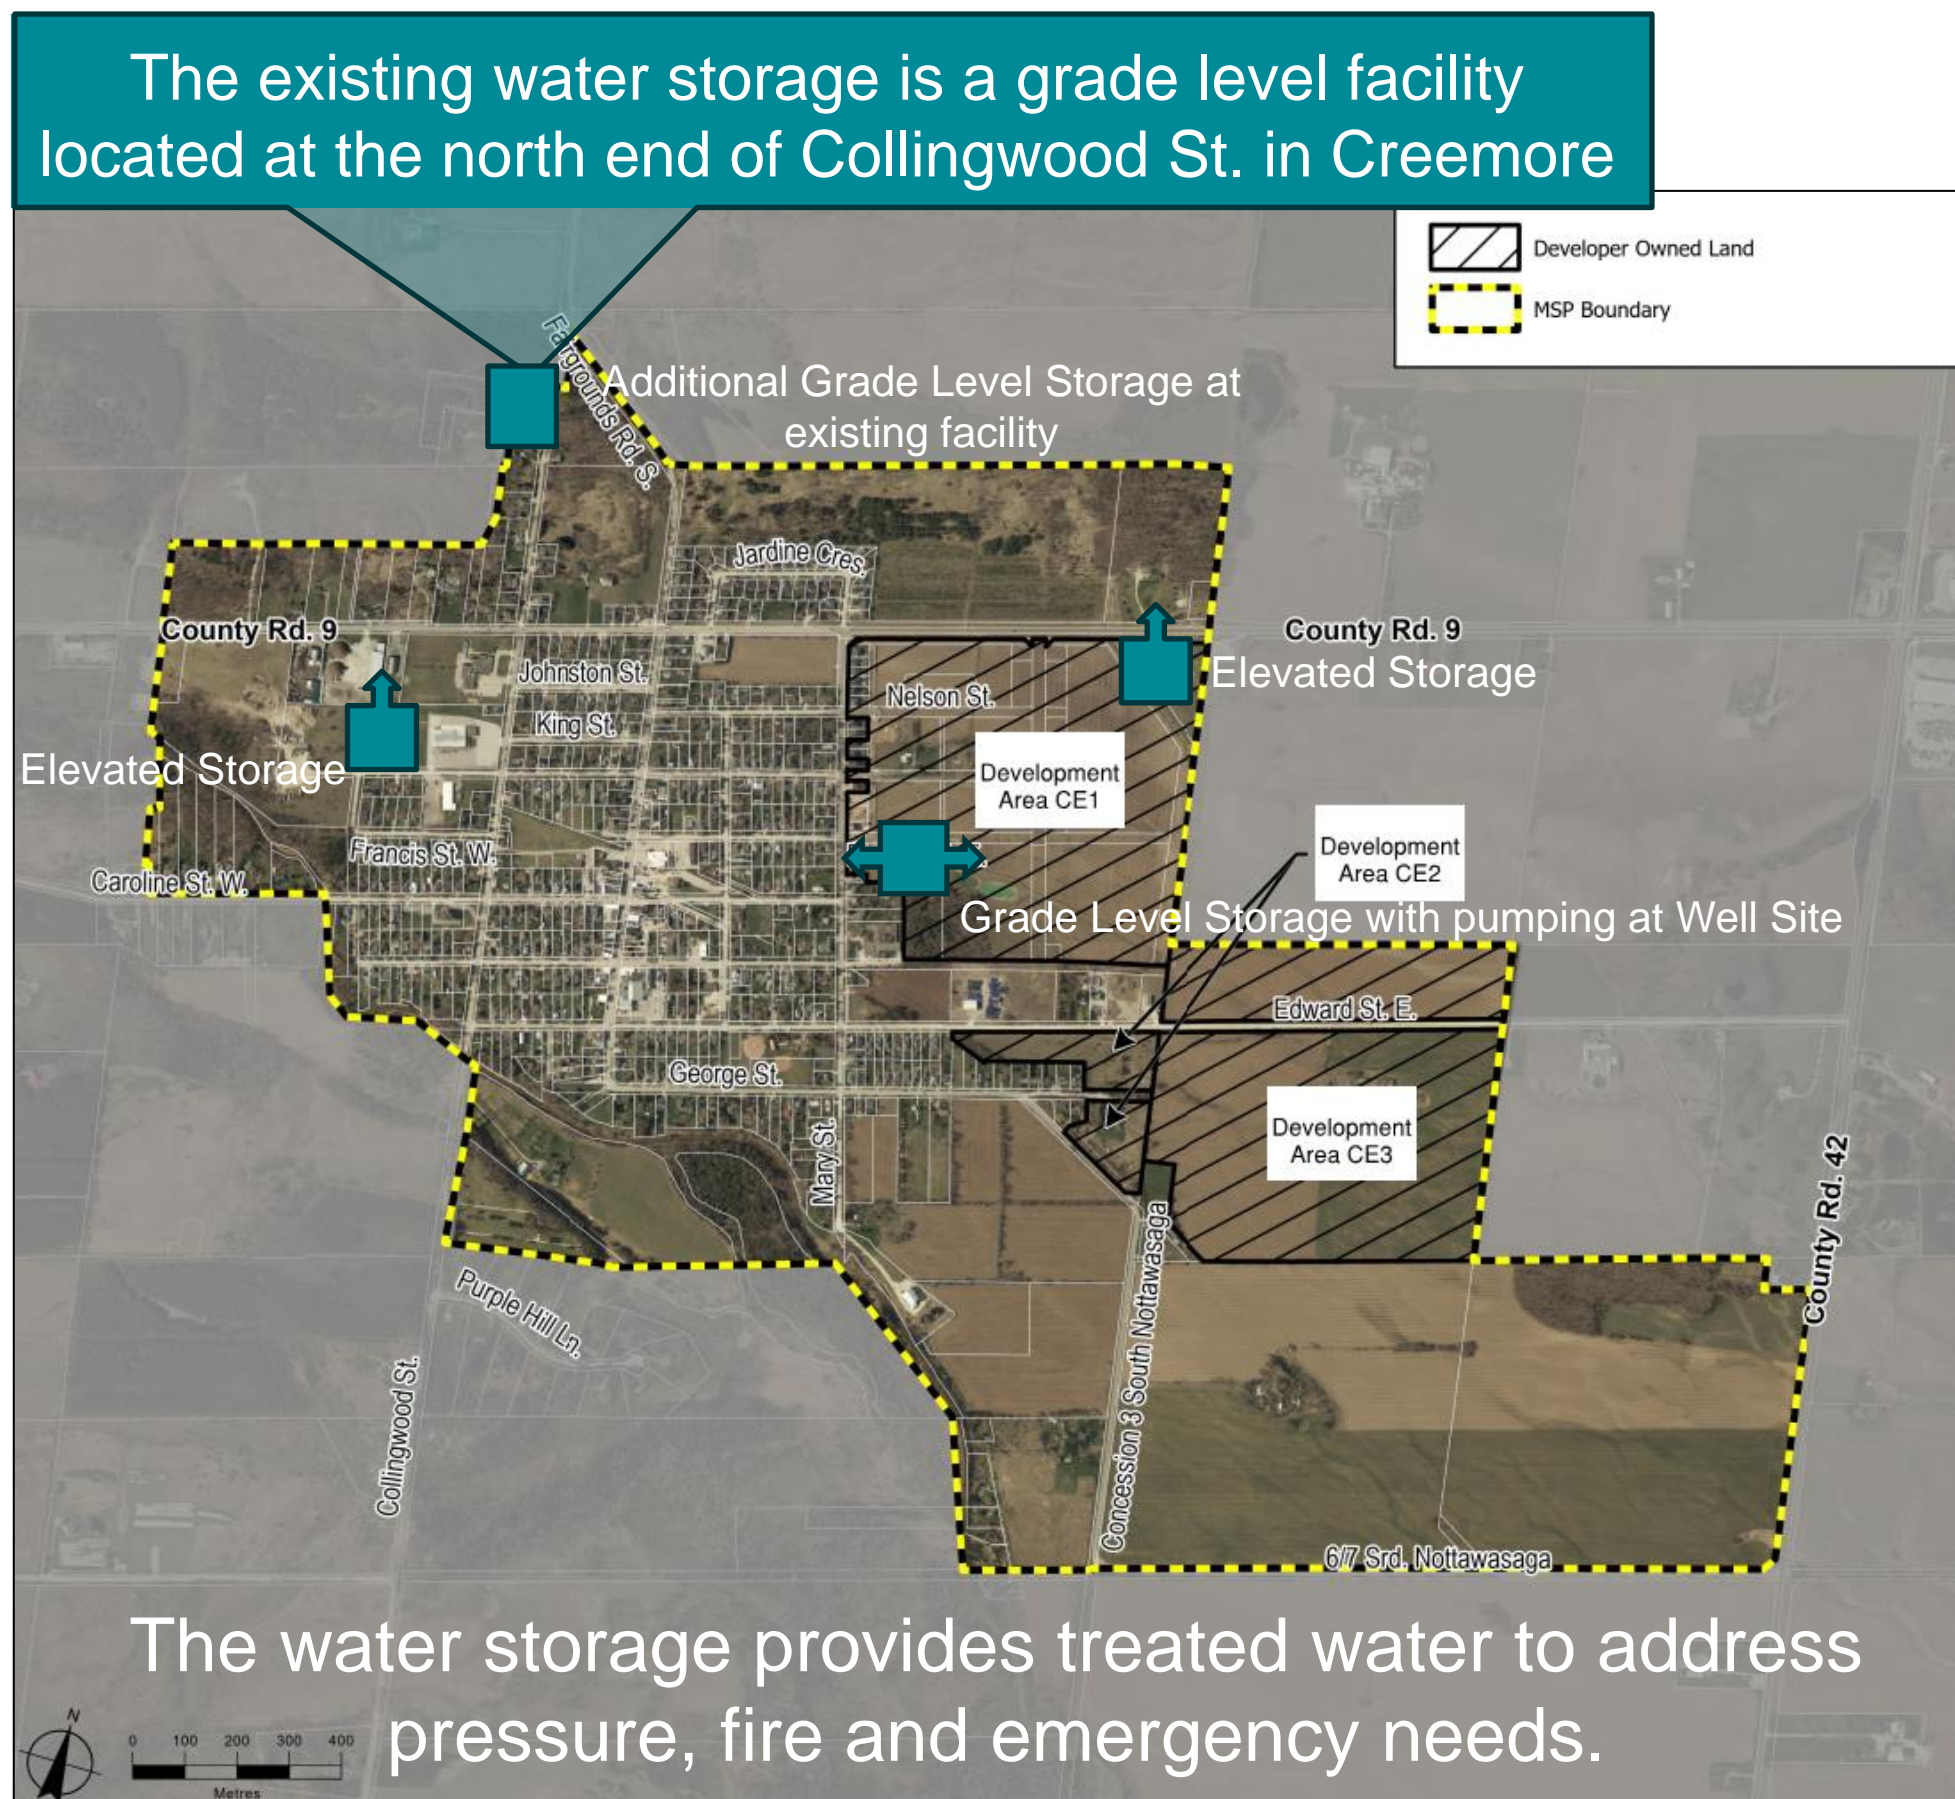 The existing water storage is a grade level facility
located at the north end of Collingwood St. in Creemore
Developer Owned Land
MSP Boundary
Fairgrounds Rd. S.
Additional Grade Level Storage at
existing facility
Jardine Cres.
County Rd. 9
County Rd. 9
Johnston St.
Elevated Storage
Nelson St.
King St.
Elevated Storage
Development
Area CE1
Development
Area CE2
Francis St. W.
Caroline St. W.
Grade Level Storage with pumping at Well Site
Edward St. E.
George St.
Development
Area CE3
Mary St.
County Rd. 42
Purple Hill Ln.
Concession 3 South Nottawasaga
Collingwood St.
6/7 Srd. Nottawasaga
The water storage provides treated water to address
pressure, fire and emergency needs.
N
0 100 200 300 400
Metres